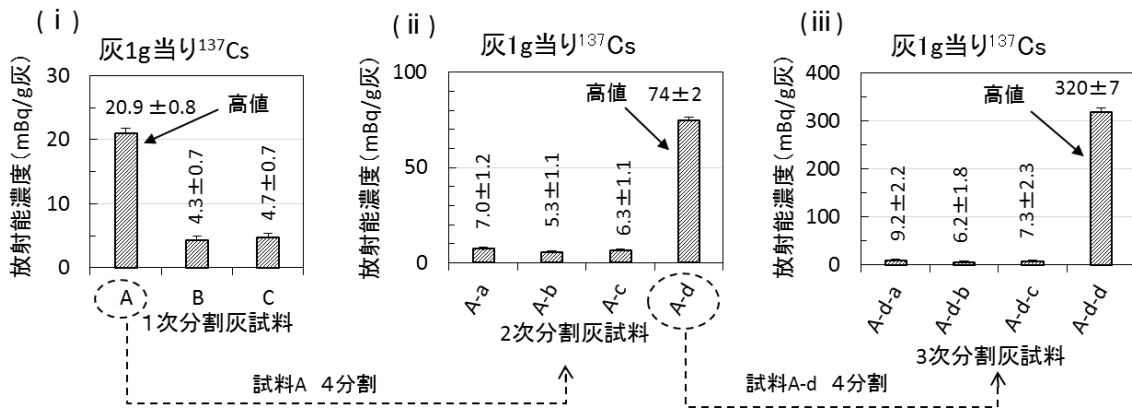 ( i )
灰1g当り¹³⁷Cs
放射能濃度(mBq/g灰)
30
20
10
0
20.9 ±0.8
高値
4.3±0.7
4.7±0.7
A
B
C
1次分割灰試料
試料A 4分割
( ii )
灰1g当り¹³⁷Cs
放射能濃度(mBq/g灰)
100
50
0
7.0±1.2
5.3±1.1
6.3±1.1
74±2
高値
A-a
A-b
A-c
A-d
2次分割灰試料
試料A-d 4分割
(iii)
灰1g当り¹³⁷Cs
放射能濃度(mBq/g灰)
400
300
200
100
0
9.2±2.2
6.2±1.8
7.3±2.3
320±7
高値
A-d-a
A-d-b
A-d-c
A-d-d
3次分割灰試料